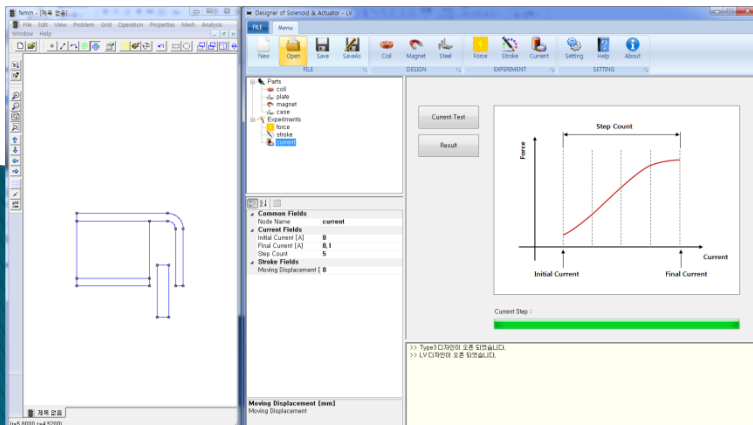 femm - [제목 없음]
File Edit View Problem Grid Operation Properties Mesh Analysis
Window Help
제목 없음
(r=5.6000,z=4.5200)
Designer of Solenoid & Actuator - LV
FILE Menu
New Open Save SaveAs Coil Magnet Steel Force Stroke Current Setting Help About
FILE DESIGN EXPERIMENT SETTING
Parts
coil
plate
magnet
case
Experiments
force
stroke
current
Common Fields
Node Name current
Current Fields
Initial Current [A] 0
Final Current [A] 0,1
Step Count 5
Stroke Fields
Moving Displacement [ 0
Moving Displacement [mm]
Moving Displacement
Current Test
Result
Step Count
Force
Current
Initial Current Final Current
Current Step :
>> Type3 디자인이 오픈 되었습니다.
>> LV 디자인이 오픈 되었습니다.